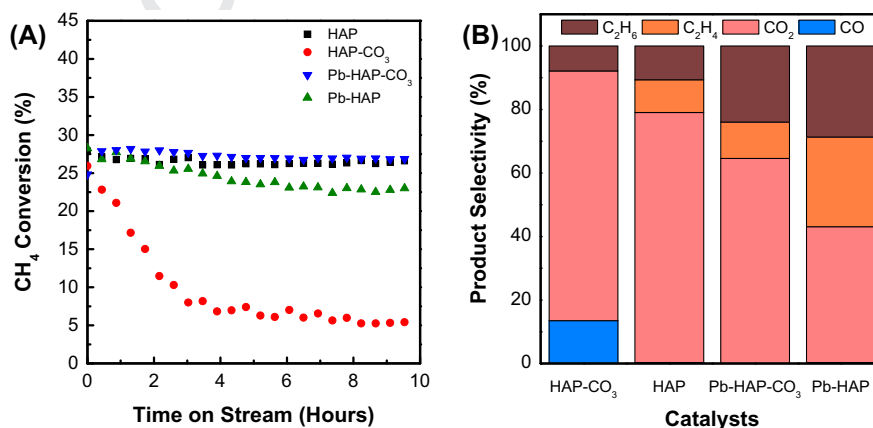 (A)
45
40
35
30
25
20
15
10
5
0
CH₄ Conversion (%)
HAP
HAP-CO₃
Pb-HAP-CO₃
Pb-HAP
0 2 4 6 8 10
Time on Stream (Hours)
(B)
C₂H₆ C₂H₄ CO₂ CO
100
80
60
40
20
0
Product Selectivity (%)
HAP-CO₃ HAP Pb-HAP-CO₃ Pb-HAP
Catalysts